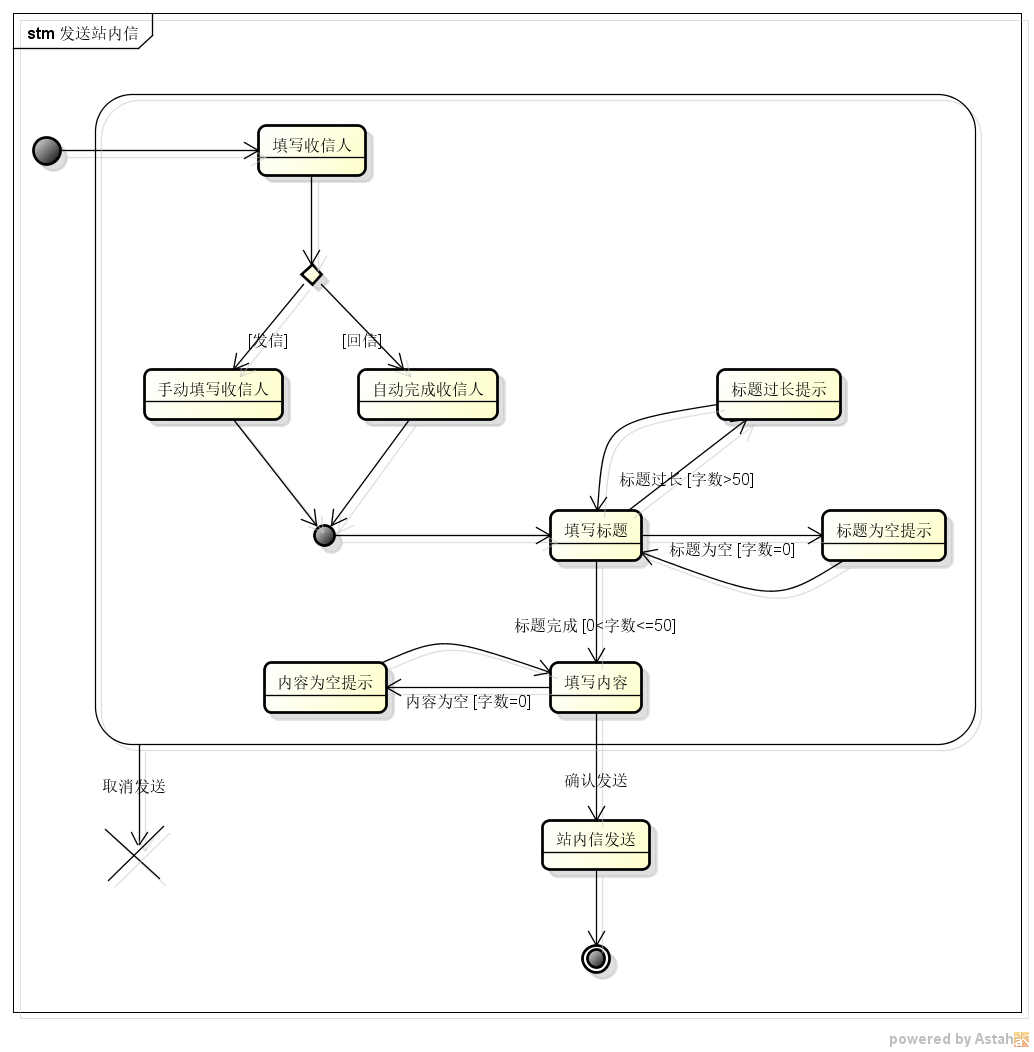 stm 发送站内信
填写收信人
[发信]
[回信]
手动填写收信人
自动完成收信人
标题过长提示
标题过长 [字数>50]
填写标题
标题为空提示
标题为空 [字数=0]
标题完成 [0<字数<=50]
内容为空提示
填写内容
内容为空 [字数=0]
取消发送
确认发送
站内信发送
powered by Astah